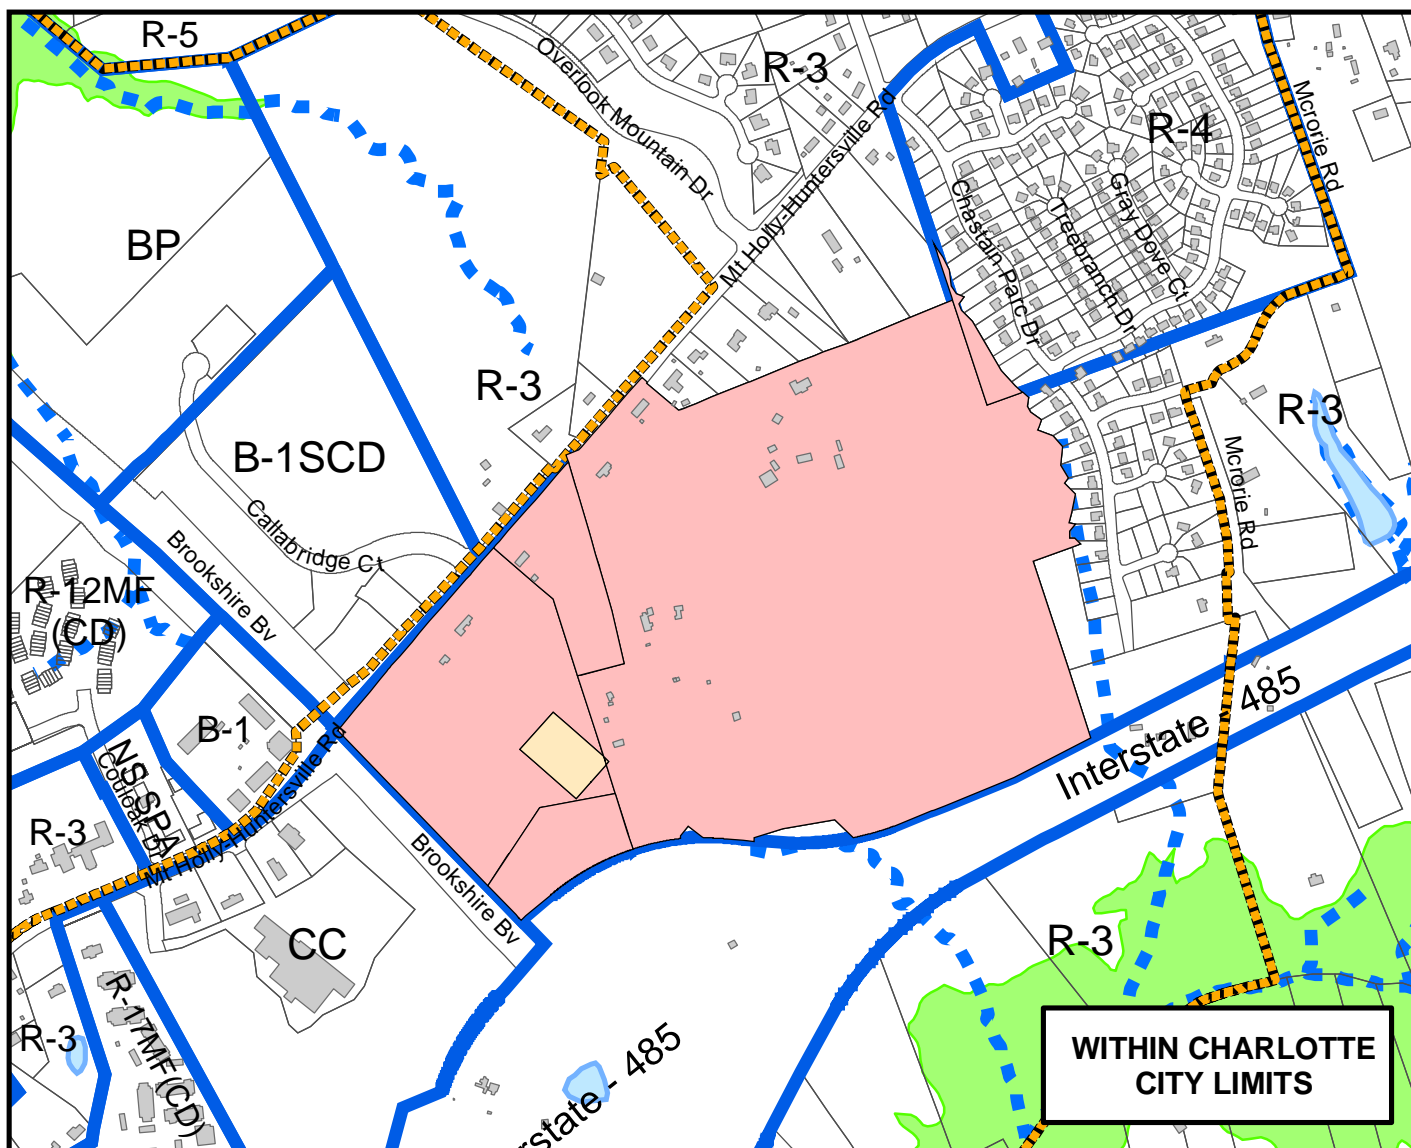 R-5
Overlook Mountain Dr
R-3
Mt Holly-Huntersville Rd
R-4
Mcrorie Rd
Chastain Parc Dr
Treebranch Dr
Gray Dove Ct
BP
R-3
R-3
B-1SCD
Callabridge Ct
Mcrorie Rd
Brookshire Bv
R-12MF
(CD)
B-1
NS SPA
Couloak Dr
R-3
Mt Holly-Huntersville Rd
Interstate - 485
Brookshire Bv
CC
R-3
R-17MF(CD)
R-3
rstate - 485
WITHIN CHARLOTTE
CITY LIMITS